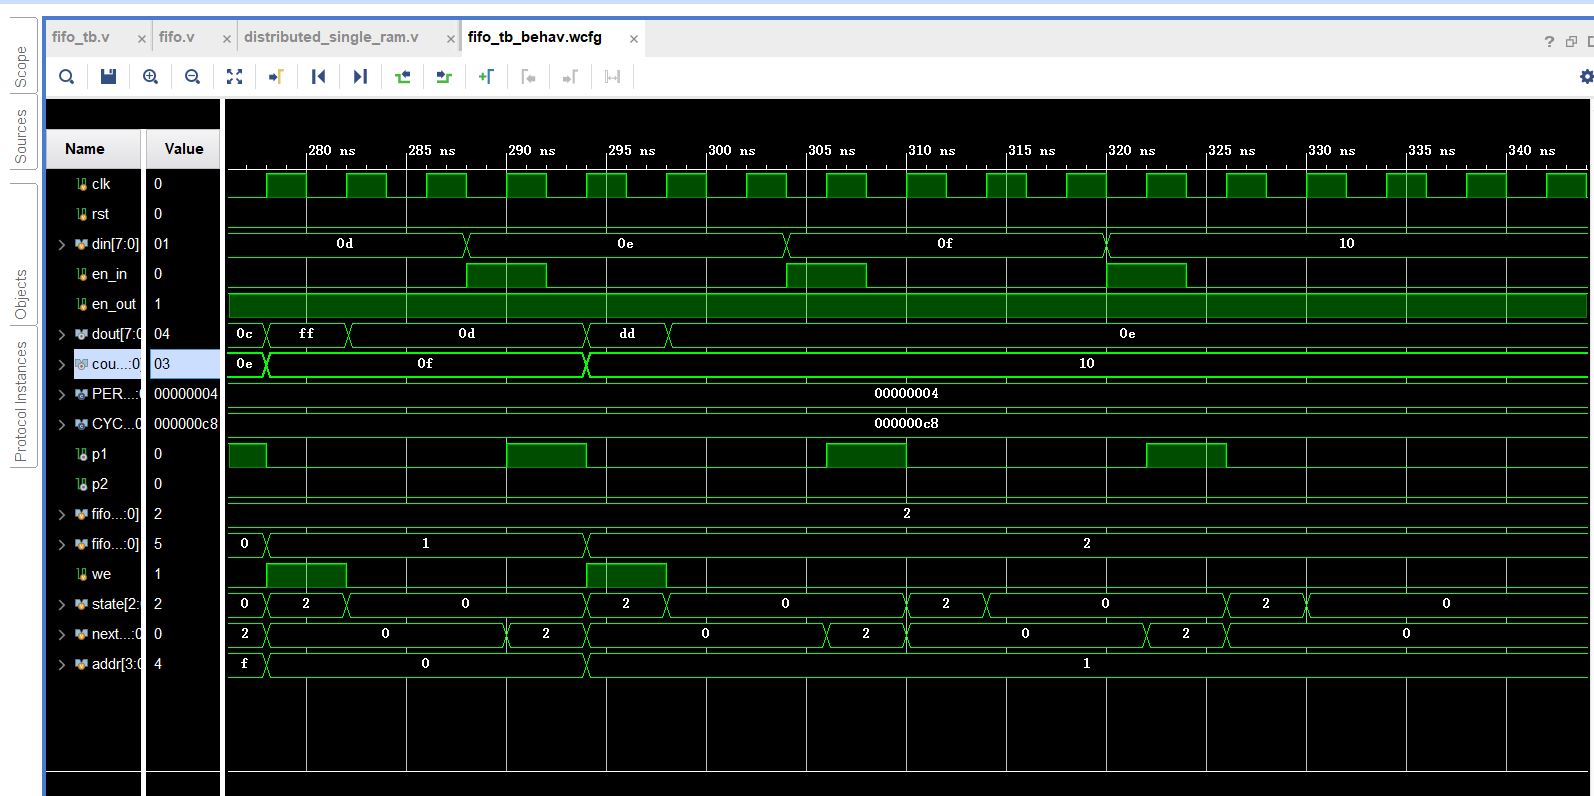 fifo_tb.v × fifo.v × distributed_single_ram.v × fifo_tb_behav.wcfg ×
?
Scope
Sources
Objects
Protocol Instances
Name Value
280 ns 285 ns 290 ns 295 ns 300 ns 305 ns 310 ns 315 ns 320 ns 325 ns 330 ns 335 ns 340 ns
clk 0
rst 0
din[7:0] 01 0d 0e 0f 10
en_in 0
en_out 1
dout[7:0 04 0c ff 0d dd 0e
cou...:0] 03 0e 0f 10
PER...:( 00000004 00000004
CYC...0 000000c8 000000c8
p1 0
p2 0
fifo...:0] 2 2
fifo...:0] 5 0 1 2
we 1
state[2: 2 0 2 0 2 0 2 0 2 0
next...:0 0 2 0 2 0 2 0 2 0
addr[3:0 4 f 0 1